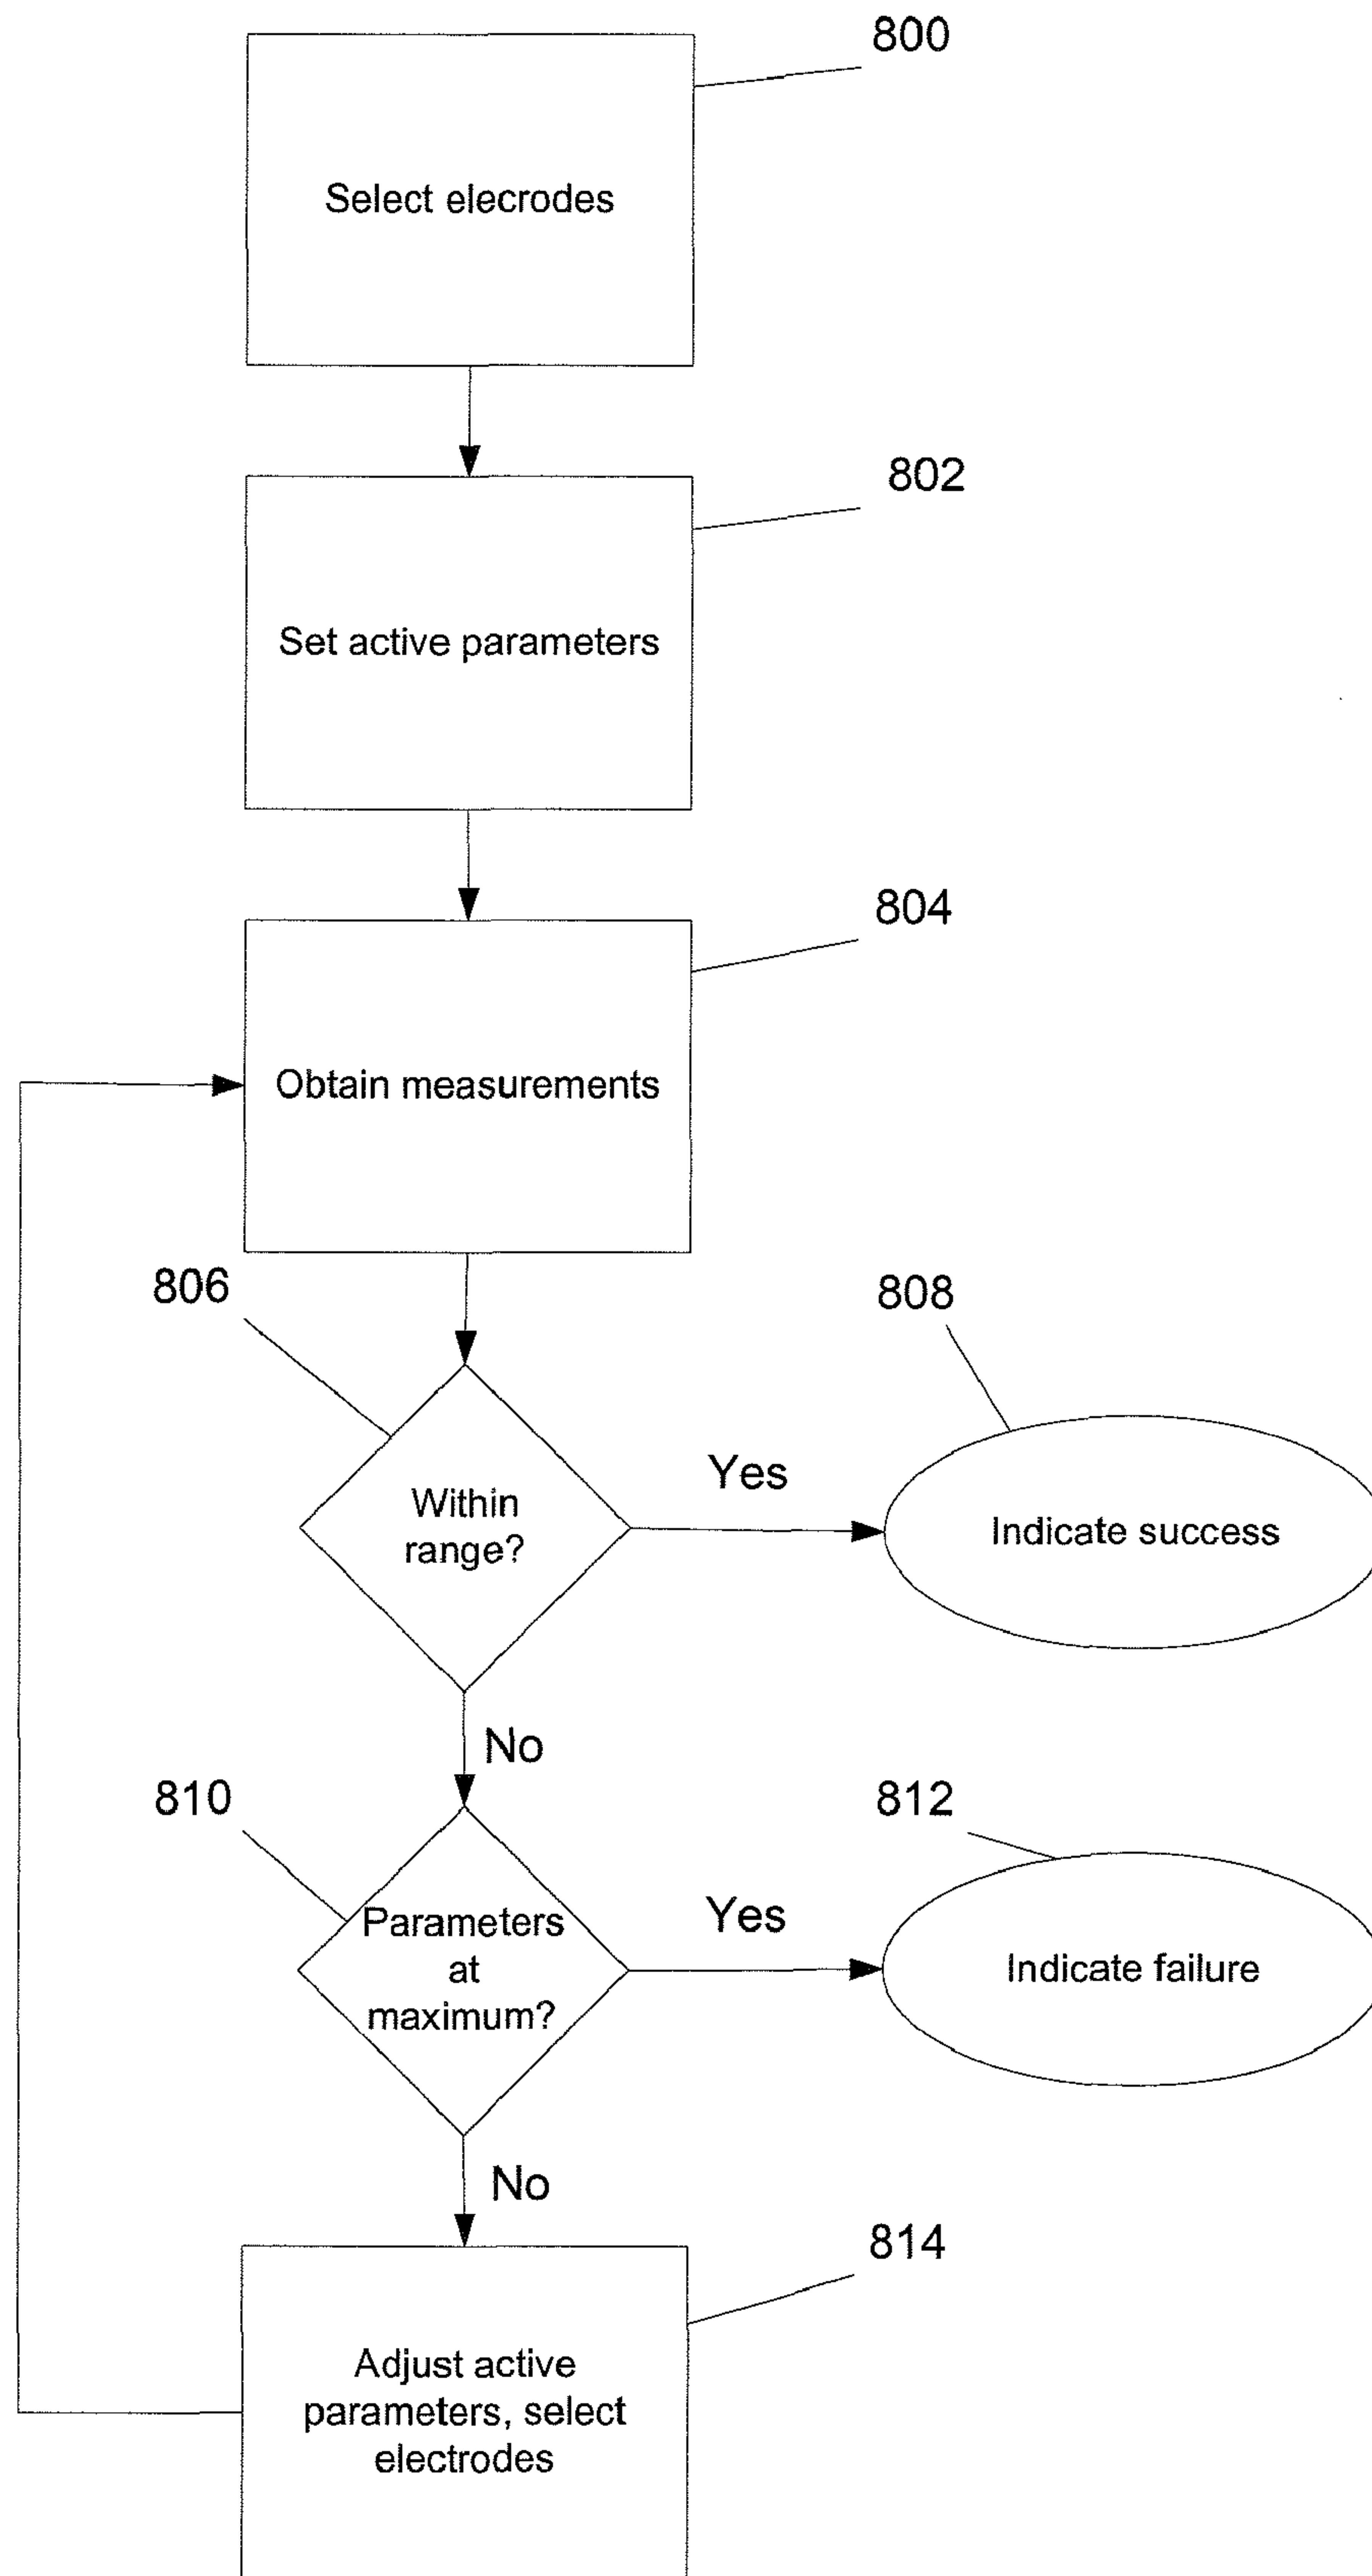 800
Select elecrodes
802
Set active parameters
804
Obtain measurements
806
808
Within
range?
Yes
Indicate success
No
810
812
Parameters
at
maximum?
Yes
Indicate failure
No
814
Adjust active
parameters, select
electrodes